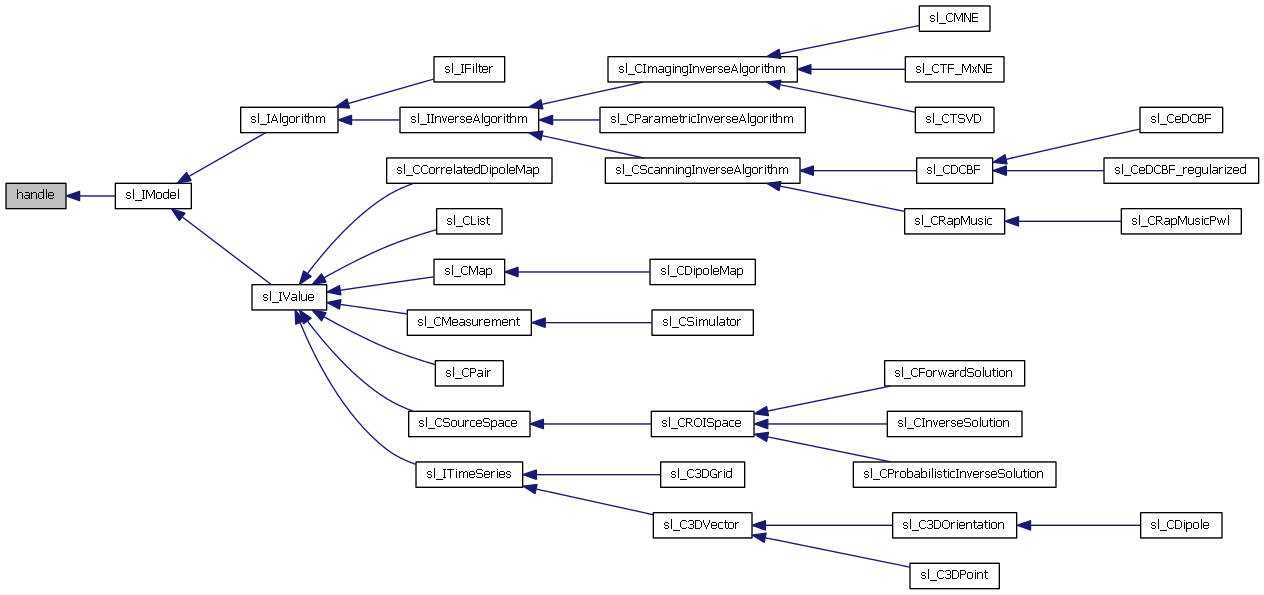 sl_CMNE
sl_IFilter
sl_CImagingInverseAlgorithm
sl_CTF_MxNE
sl_IAlgorithm
sl_IInverseAlgorithm
sl_CParametricInverseAlgorithm
sl_CTSVD
sl_CeDCBF
sl_CCorrelatedDipoleMap
sl_CScanningInverseAlgorithm
sl_CDCBF
sl_CeDCBF_regularized
handle
sl_IModel
sl_CList
sl_CRapMusic
sl_CRapMusicPwl
sl_CMap
sl_CDipoleMap
sl_IValue
sl_CMeasurement
sl_CSimulator
sl_CPair
sl_CForwardSolution
sl_CSourceSpace
sl_CROISpace
sl_CInverseSolution
sl_ITimeSeries
sl_C3DGrid
sl_CProbabilisticInverseSolution
sl_C3DVector
sl_C3DOrientation
sl_CDipole
sl_C3DPoint